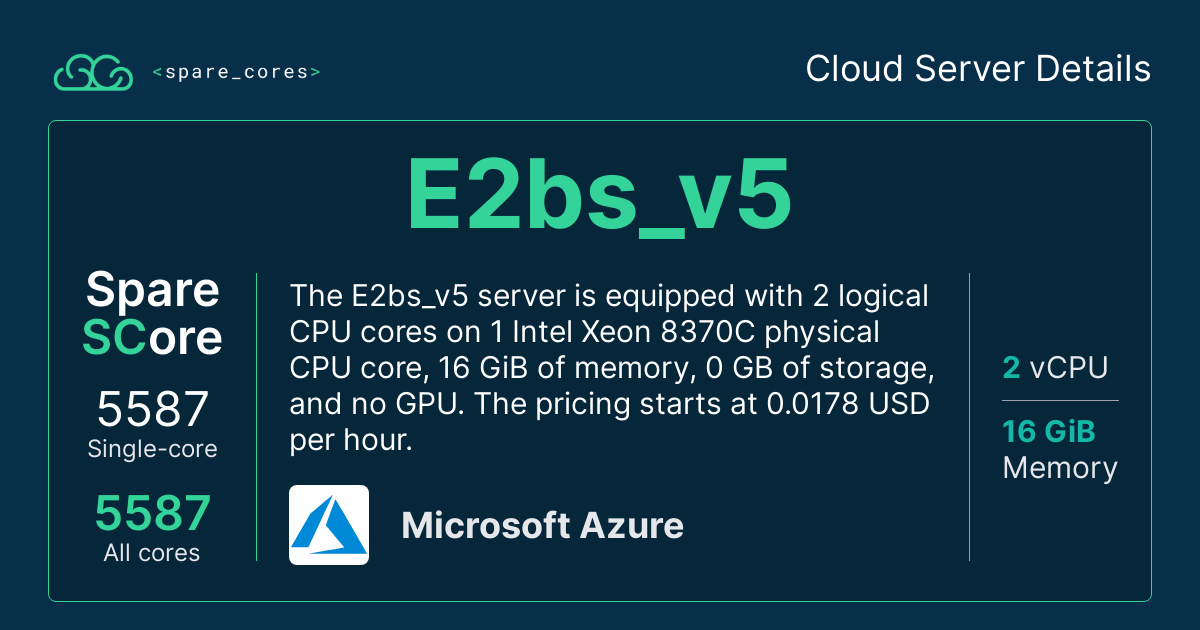 <spare_cores>
Cloud Server Details
E2bs_v5
Spare
SCore
5587
Single-core
5587
All cores
The E2bs_v5 server is equipped with 2 logical
CPU cores on 1 Intel Xeon 8370C physical
CPU core, 16 GiB of memory, 0 GB of storage,
and no GPU. The pricing starts at 0.0178 USD
per hour.
Microsoft Azure
2 vCPU
16 GiB
Memory